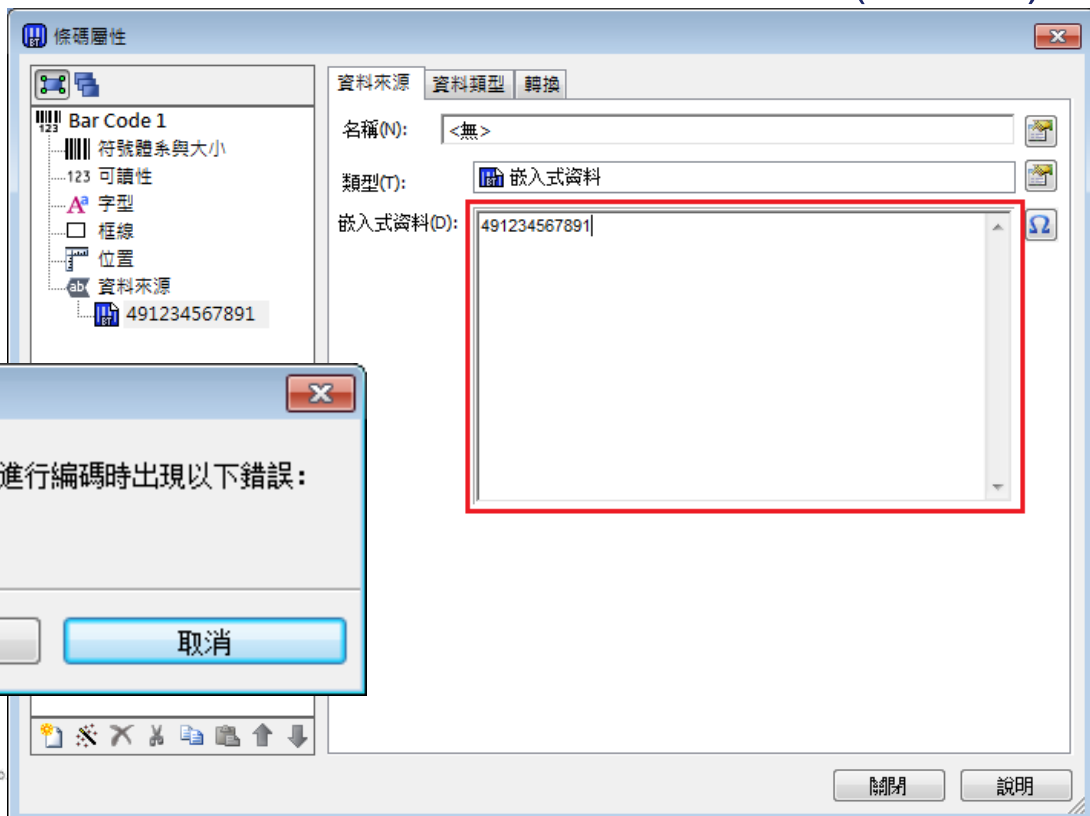 條碼屬性
資料來源 資料類型 轉換
Bar Code 1
符號體系與大小
可讀性
字型
框線
位置
資料來源
491234567891
名稱(N): <無>
類型(T): 嵌入式資料
嵌入式資料(D): 491234567891
進行編碼時出現以下錯誤:
取消
關閉 說明